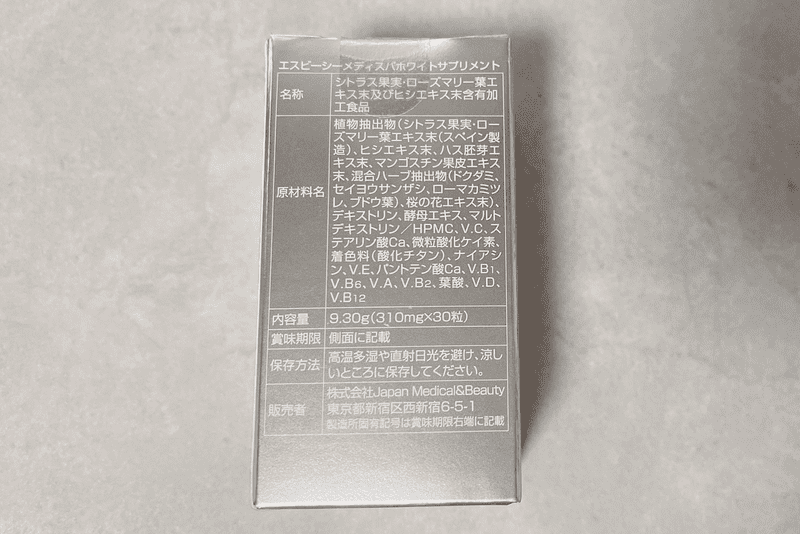 エスピーシーメディスパホワイトサプリメント
名称
シトラス果実・ローズマリー葉エ
キス末及びヒシエキス末含有加
工食品
原材料名
植物抽出物(シトラス果実・ロー
ズマリー葉エキス末(スペイン製
造)、ヒシエキス末、ハス胚芽エ
キス末、マンゴスチン果皮エキス
末、混合ハーブ抽出物(ドクダミ、
セイヨウサンザシ、ローマカミツ
レ、ブドウ葉)、桜の花エキス末)、
デキストリン、酵母エキス、マルト
デキストリン/HPMC、V.C、ス
テアリン酸Ca、微粒酸化ケイ素、
着色料(酸化チタン)、ナイアシ
ン、V.E、パントテン酸Ca、V.B1、
V.B6、V.A、V.B2、葉酸、V.D、
V.B12
内容量
9.30g(310mg×30粒)
賞味期限
側面に記載
保存方法
高温多湿や直射日光を避け、涼し
いところに保存してください。
販売者
株式会社Japan Medical&Beauty
東京都新宿区西新宿6-5-1
製造所固有記号は賞味期限右端に記載